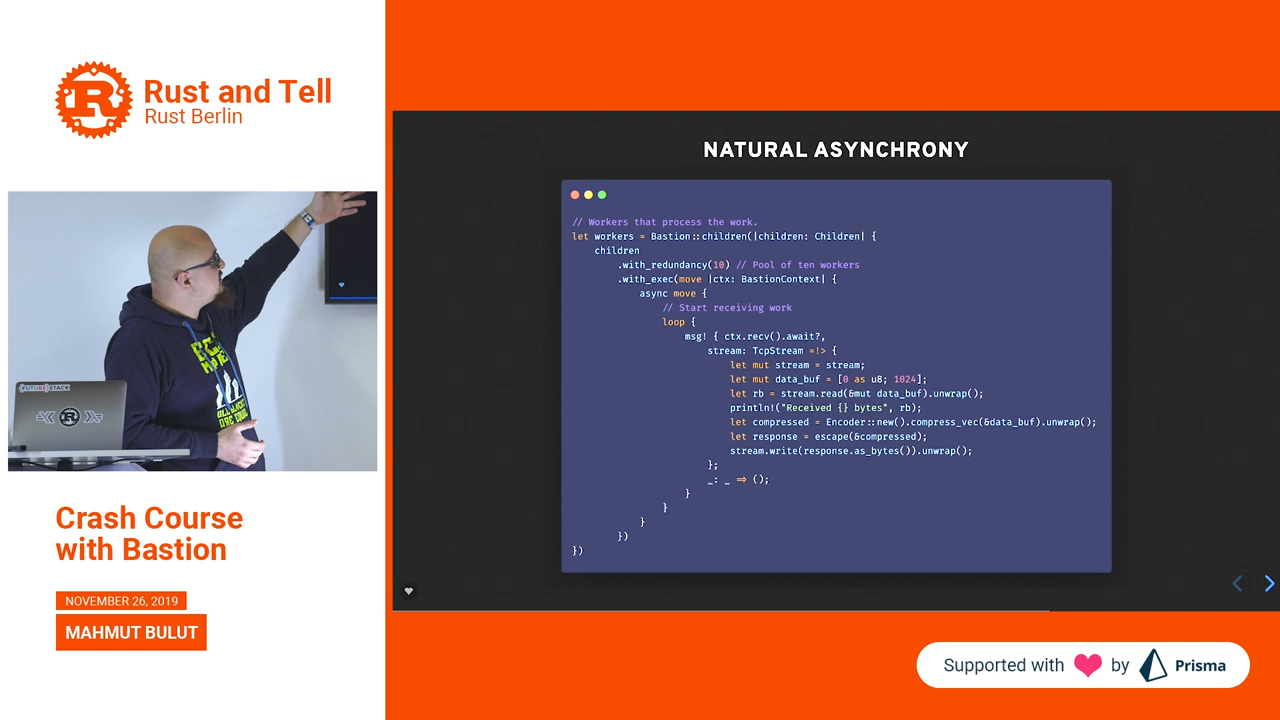 Rust and Tell
Rust Berlin
FUTURESTACK
Crash Course
with Bastion
NOVEMBER 26, 2019
MAHMUT BULUT
NATURAL ASYNCHRONY
// Workers that process the work.
let workers = Bastion::children(|children: Children| {
children
.with_redundancy(10) // Pool of ten workers
.with_exec(move |ctx: BastionContext| {
async move {
// Start receiving work
loop {
msg! { ctx.recv().await?,
stream: TcpStream =!> {
let mut stream = stream;
let mut data_buf = [0 as u8; 1024];
let rb = stream.read(&mut data_buf).unwrap();
println!("Received {} bytes", rb);
let compressed = Encoder::new().compress_vec(&data_buf).unwrap();
let response = escape(&compressed);
stream.write(response.as_bytes()).unwrap();
};
_: _ => ();
}
}
}
})
})
Supported with ❤ by Prisma